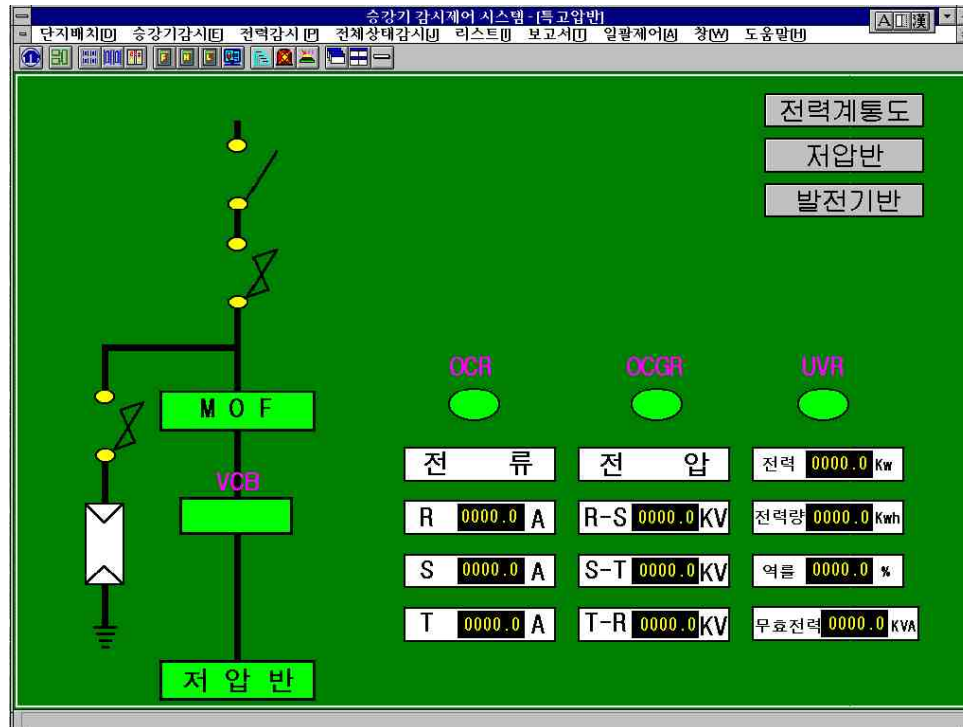 승강기 감시제어 시스템 - [특고압반]
A 漢
단지배치[D] 승강기감시[E] 전력감시[P] 전체상태감시[J] 리스트[I] 보고서[T] 일괄제어[A] 창[W] 도움말[H]
전력계통도
저압반
발전기반
OCR OCGR UVR
M O F
VCB
전 류 전 압 전력 0000.0 Kw
R 0000.0 A R-S 0000.0 KV 전력량 0000.0 Kwh
S 0000.0 A S-T 0000.0 KV 역률 0000.0 %
T 0000.0 A T-R 0000.0 KV 무효전력 0000.0 KVA
저 압 반